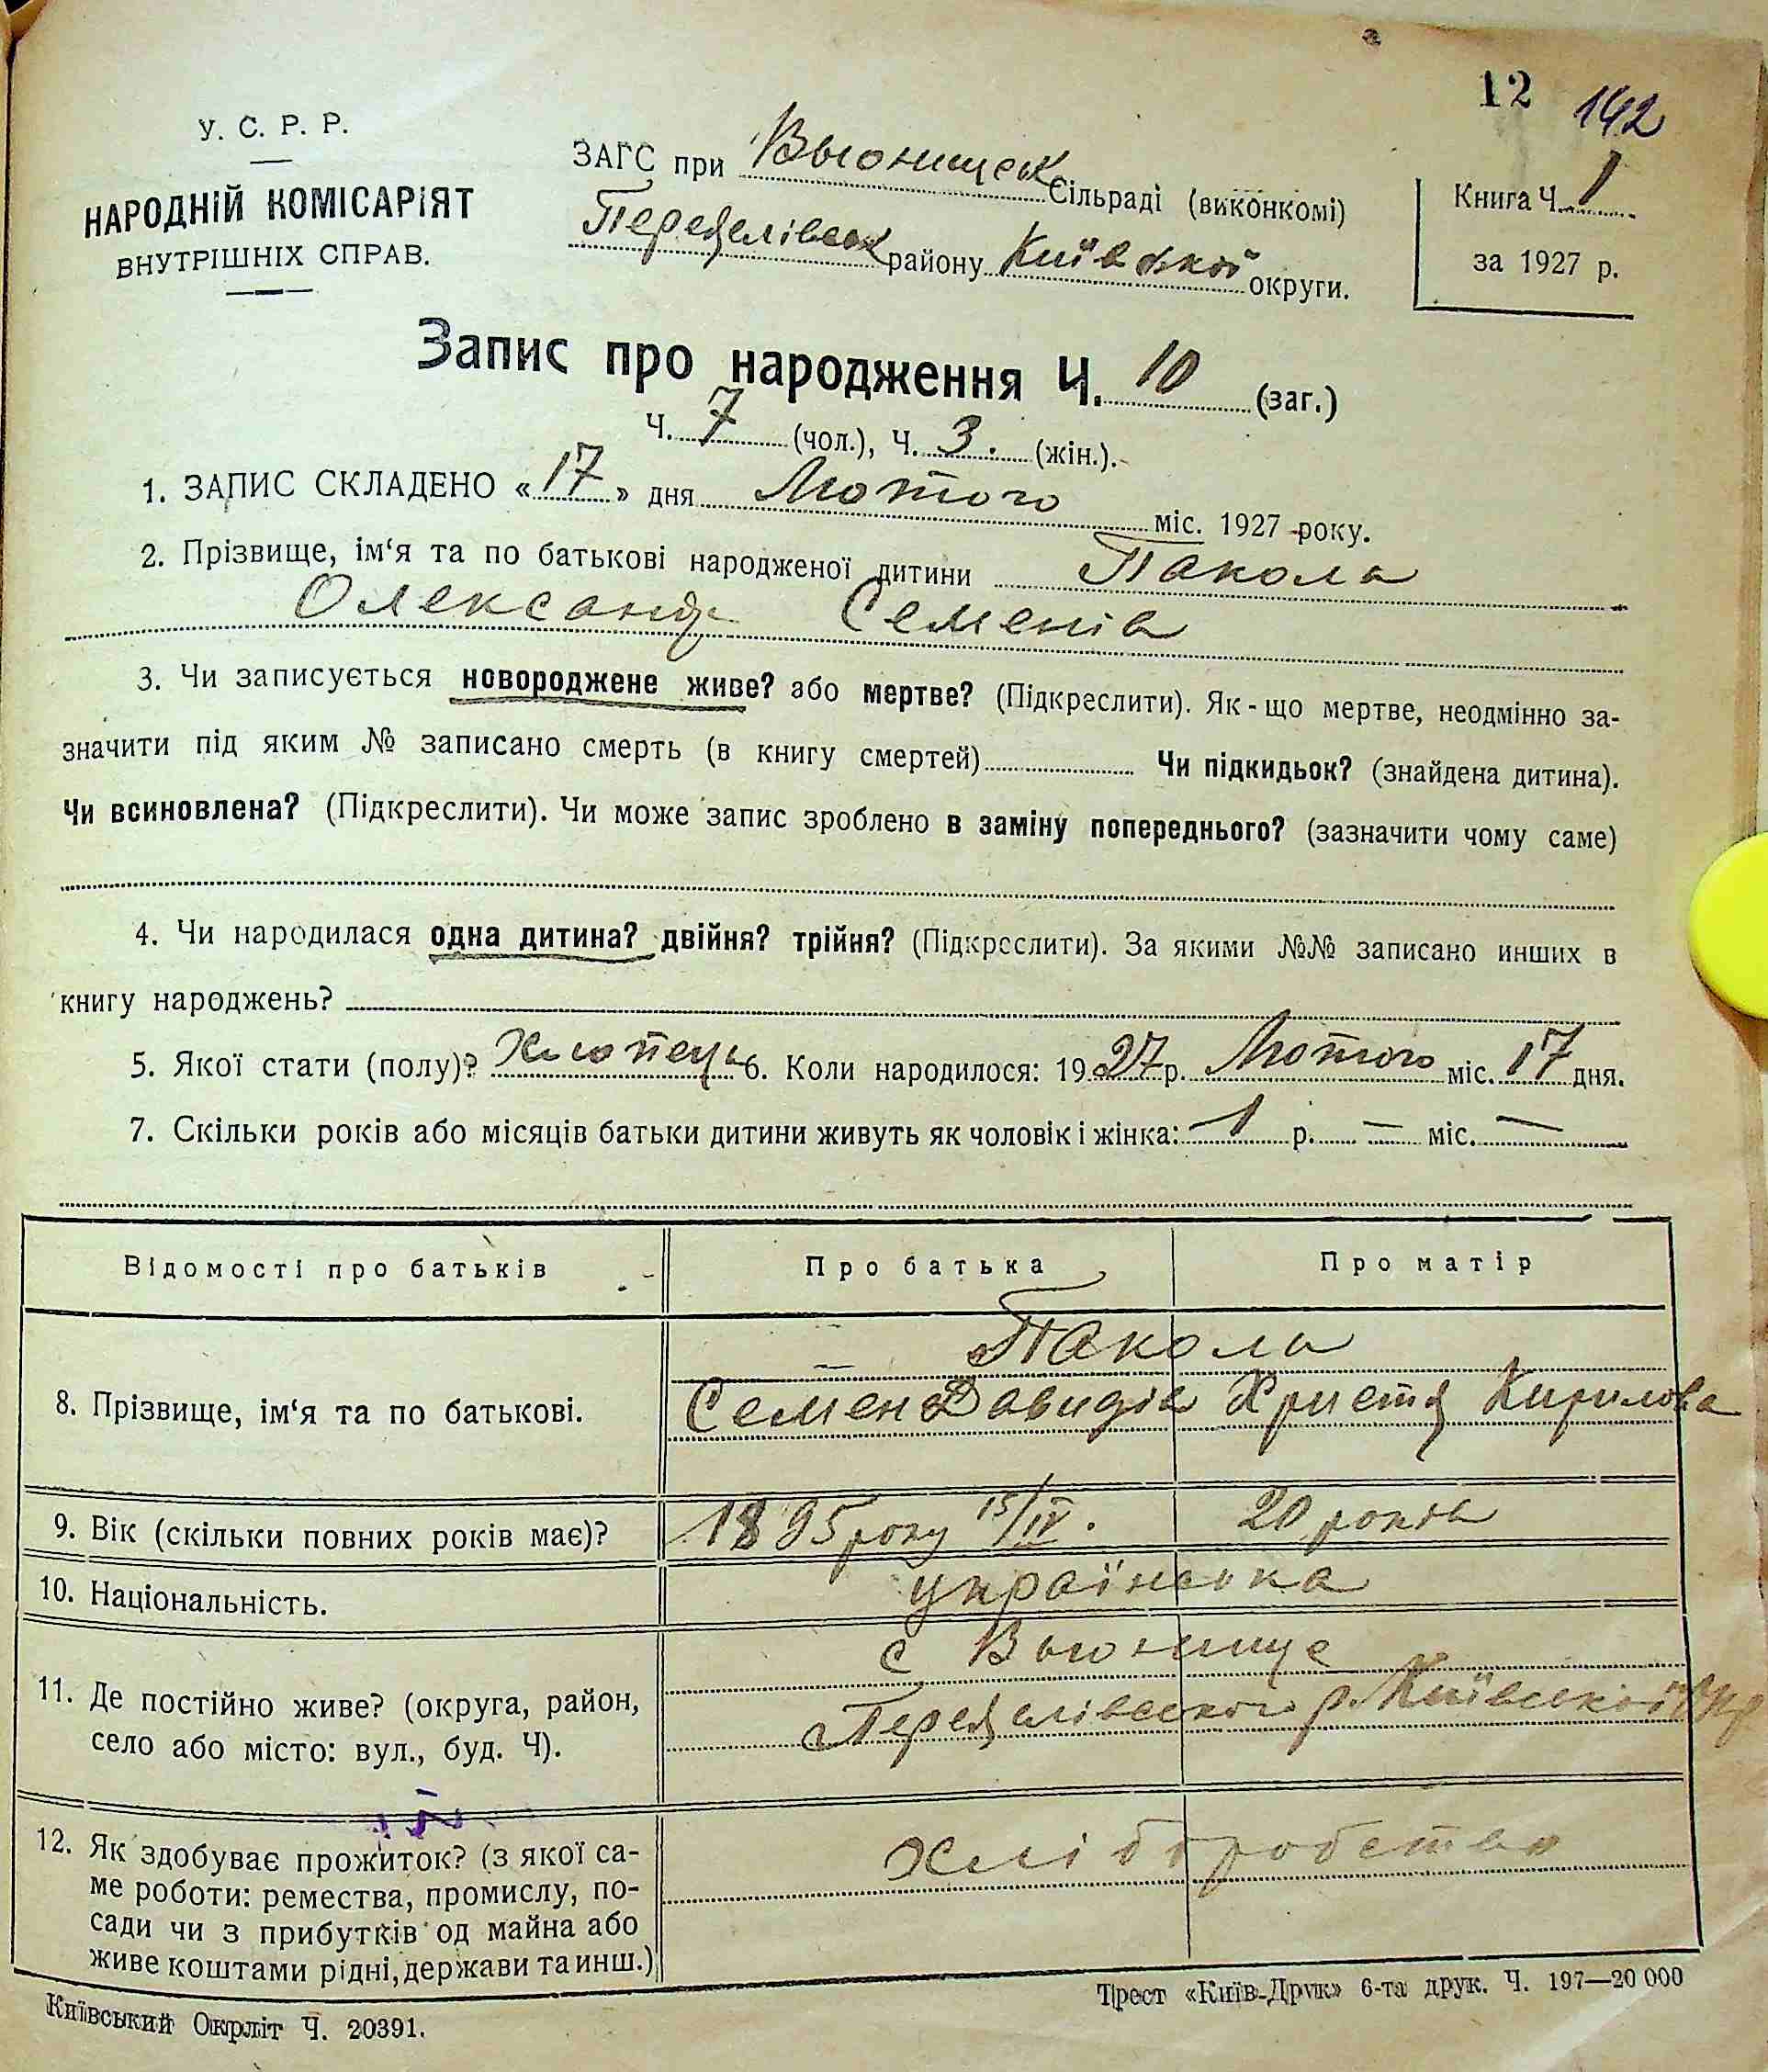 12 142
У. С. Р. Р.
НАРОДНІЙ КОМІСАРІЯТ
ВНУТРІШНІХ СПРАВ.
ЗАГС при Вьюнищек Сільраді (виконкомі)
Переяслівськ району Київської округи.
Книга Ч. 1
за 1927 р.
Запис про народження Ч. 10 (заг.)
Ч. 7 (чол.), Ч. 3. (жін.).
1. ЗАПИС СКЛАДЕНО «17» дня Лютого міс. 1927 року.
2. Прізвище, ім‘я та по батькові народженої дитини Пакола
Олександр Семенів
3. Чи записується новороджене живе? або мертве? (Підкреслити). Як-що мертве, неодмінно за-
значити під яким № записано смерть (в книгу смертей) Чи підкидьок? (знайдена дитина).
Чи всиновлена? (Підкреслити). Чи може запис зроблено в заміну попереднього? (зазначити чому саме)
4. Чи народилася одна дитина? двійня? трійня? (Підкреслити). За якими №№ записано инших в
книгу народжень?
5. Якої стати (полу)? Хлопець 6. Коли народилося: 1927 р. Лютого міс. 17 дня.
7. Скільки років або місяців батьки дитини живуть як чоловік і жінка: 1 р. — міс. —
Відомості про батьків Про батька Про матір
Пакола
8. Прізвище, ім‘я та по батькові. Семен Давидів Христя Кирилова
9. Вік (скільки повних років має)? 1895 року 15/IV. 20 років
10. Національність. українська
с Вьюнище
11. Де постійно живе? (округа, район, Переяслівського р. Київської окр
село або місто: вул., буд. Ч).
12. Як здобуває прожиток? (з якої са- хліборобство
ме роботи: ремества, промислу, по-
сади чи з прибутків од майна або
живе коштами рідні, держави та инш.)
Київський Окрліт Ч. 20391.
Трест «Київ-Друк» 6-та друк. Ч. 197—20 000